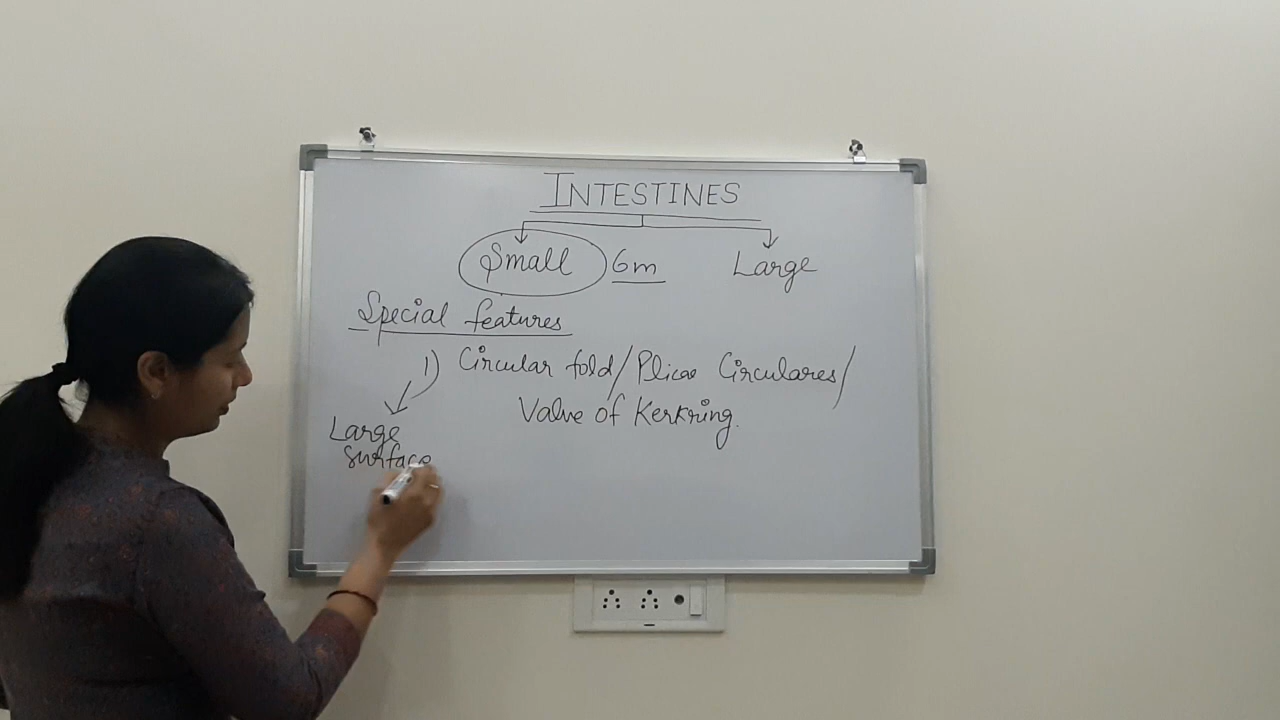 INTESTINES
Small 6m Large
Special features
1) Circular fold/Plicae Circulares/
Valve of Kerkring.
Large
Surface